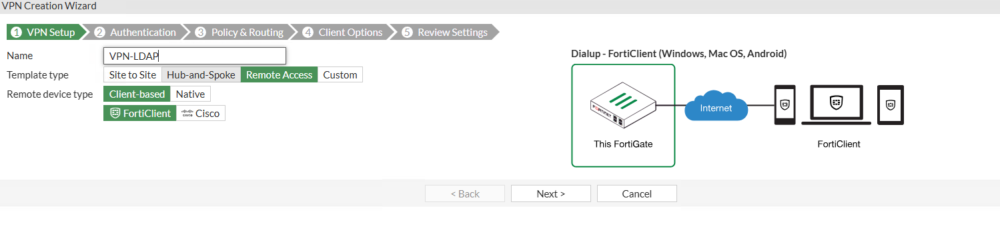 VPN Creation Wizard
1 VPN Setup 2 Authentication 3 Policy & Routing 4 Client Options 5 Review Settings
Name VPN-LDAP
Template type Site to Site Hub-and-Spoke Remote Access Custom
Remote device type Client-based Native
FortiClient cisco Cisco
Dialup - FortiClient (Windows, Mac OS, Android)
FORTINET
Internet
This FortiGate FortiClient
< Back Next > Cancel